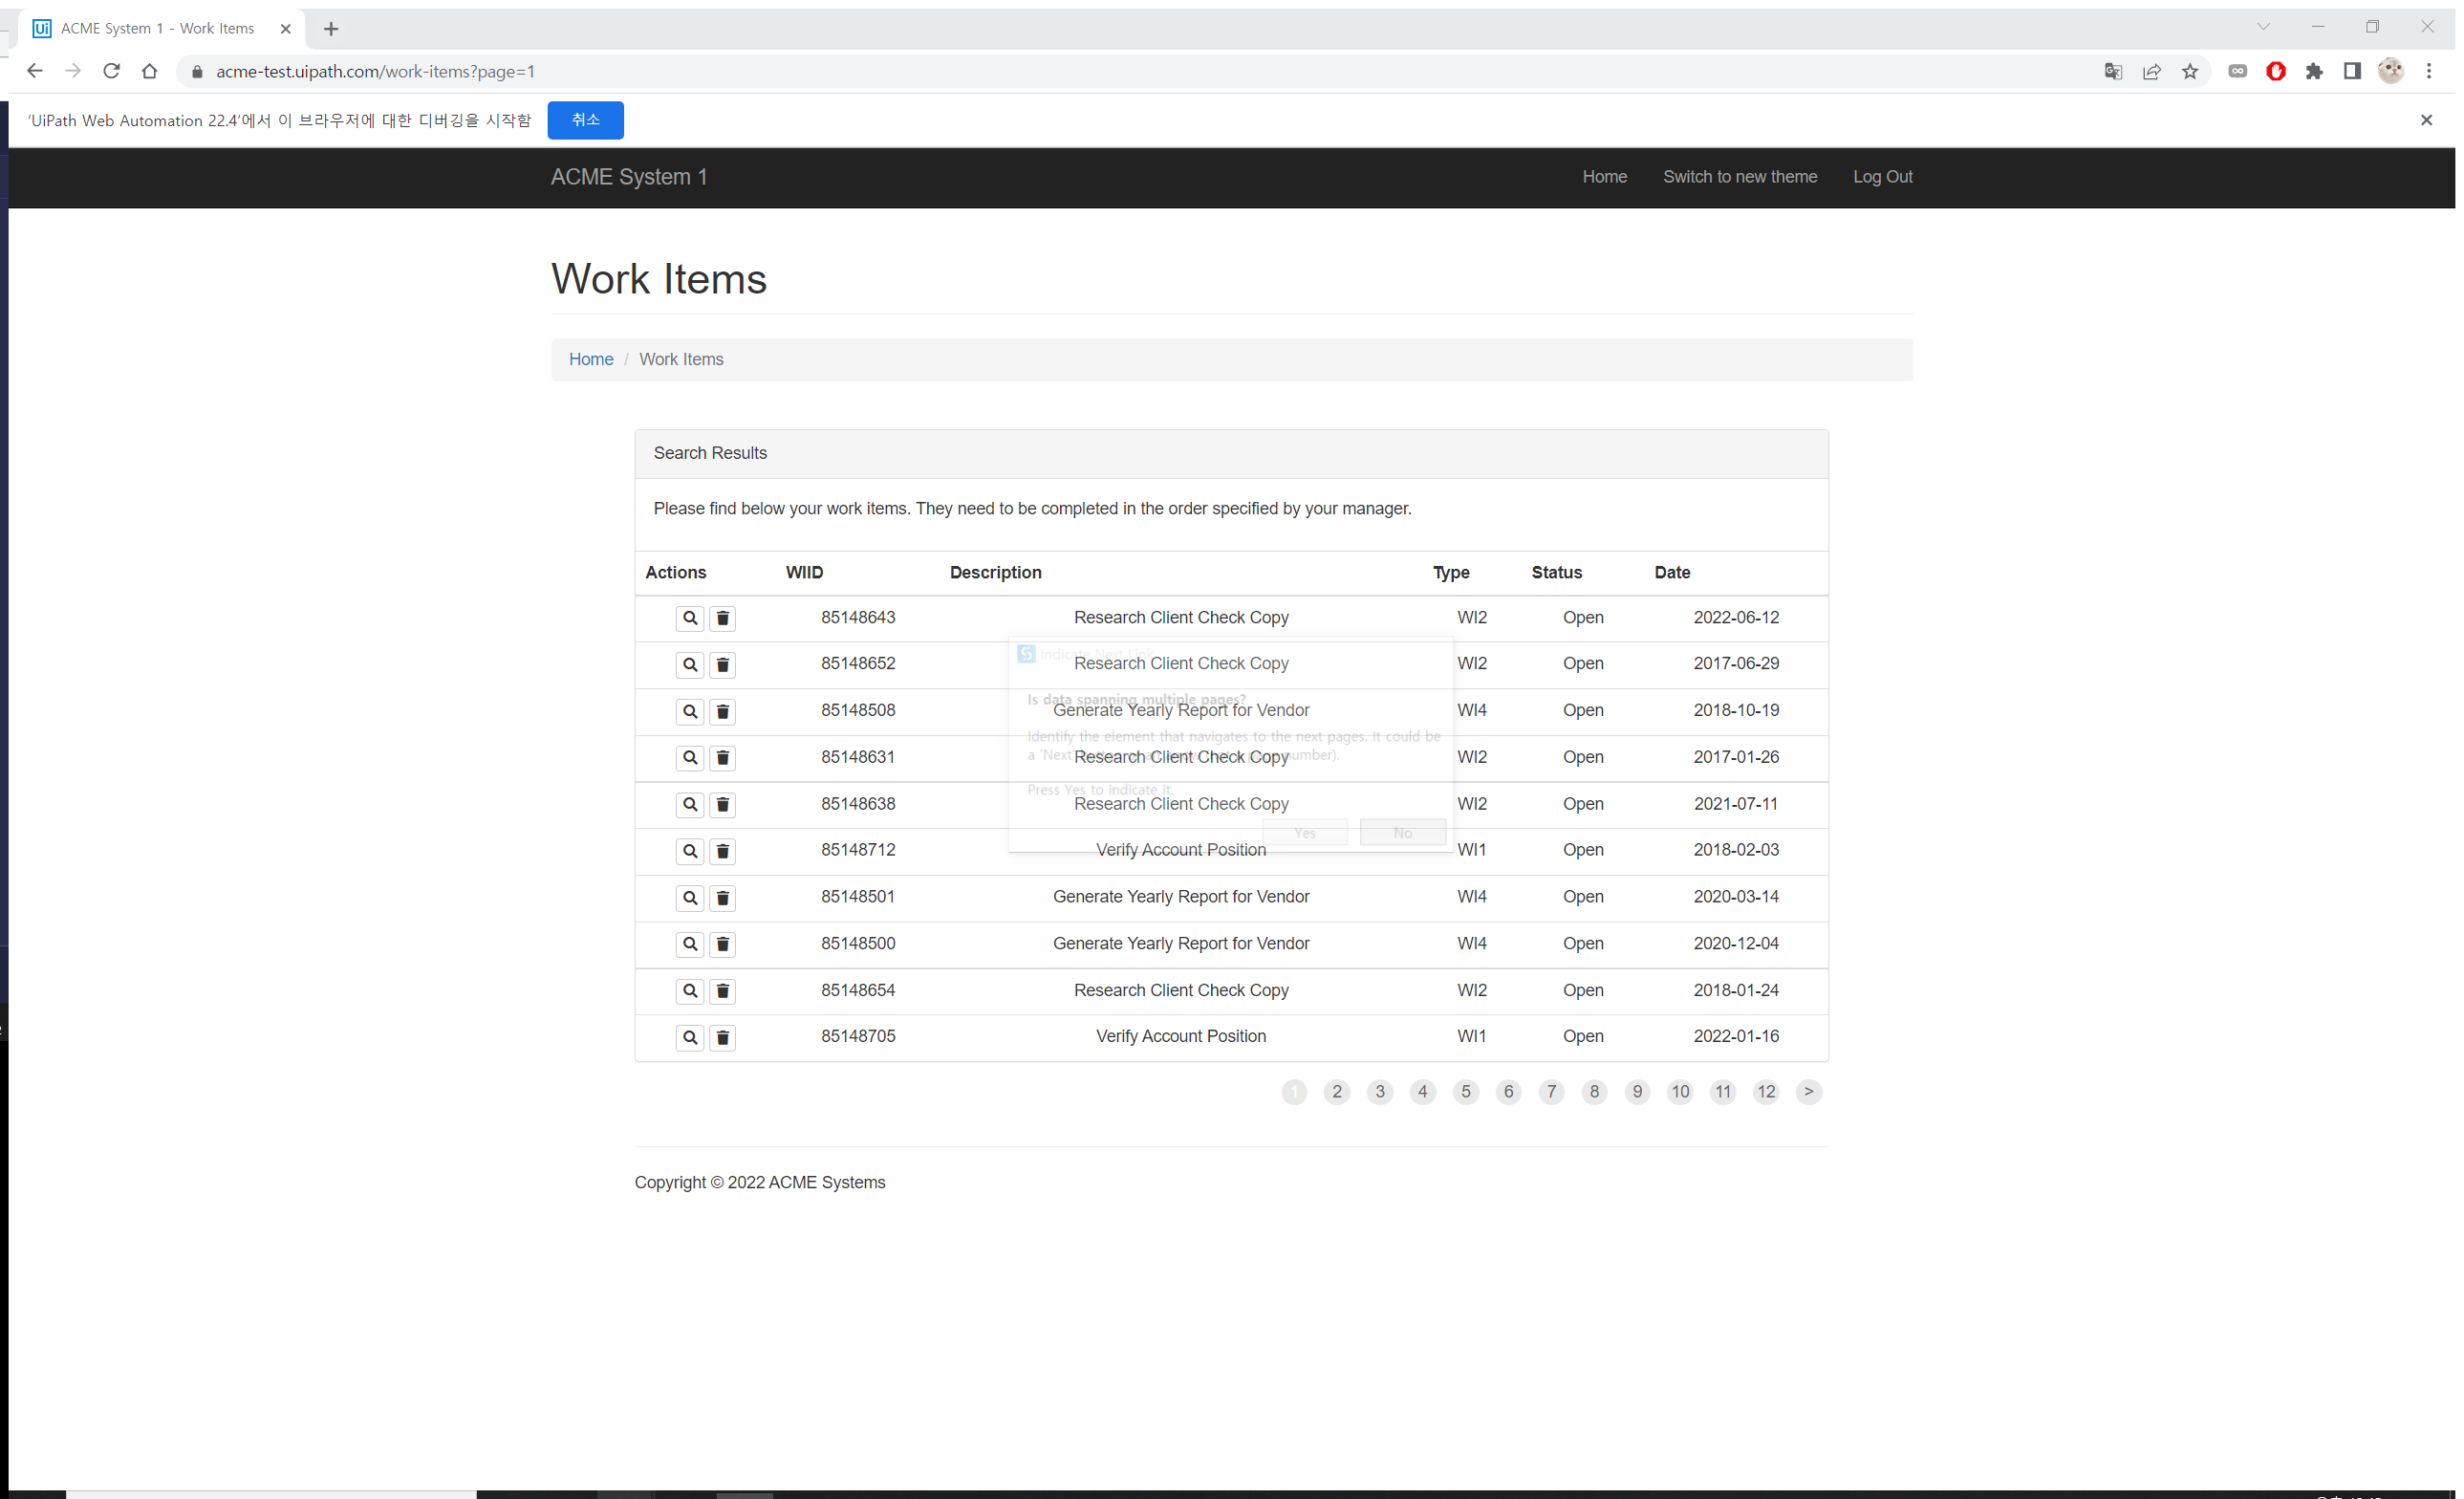 ACME System 1 - Work Items
acme-test.uipath.com/work-items?page=1
'UiPath Web Automation 22.4'에서 이 브라우저에 대한 디버깅을 시작함 취소
ACME System 1 Home Switch to new theme Log Out
Work Items
Home / Work Items
Search Results
Please find below your work items. They need to be completed in the order specified by your manager.
Actions WIID Description Type Status Date
85148643 Research Client Check Copy WI2 Open 2022-06-12
Indicate Next Link
85148652 Research Client Check Copy WI2 Open 2017-06-29
Is data spanning multiple pages?
85148508 Generate Yearly Report for Vendor WI4 Open 2018-10-19
Identify the element that navigates to the next pages. it could be
a 'Next' number).
85148631 Research Client Check Copy WI2 Open 2017-01-26
Press Yes to indicate it.
85148638 Research Client Check Copy WI2 Open 2021-07-11
Yes No
85148712 Verify Account Position WI1 Open 2018-02-03
85148501 Generate Yearly Report for Vendor WI4 Open 2020-03-14
85148500 Generate Yearly Report for Vendor WI4 Open 2020-12-04
85148654 Research Client Check Copy WI2 Open 2018-01-24
85148705 Verify Account Position WI1 Open 2022-01-16
1 2 3 4 5 6 7 8 9 10 11 12 >
Copyright © 2022 ACME Systems